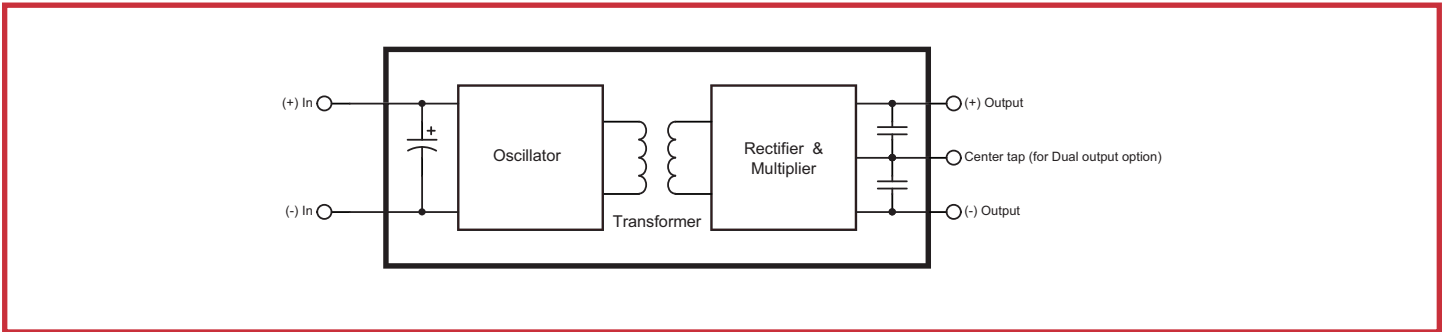 (+) In
+
Oscillator
Transformer
Rectifier &
Multiplier
(+) Output
Center tap (for Dual output option)
(-) In
(-) Output